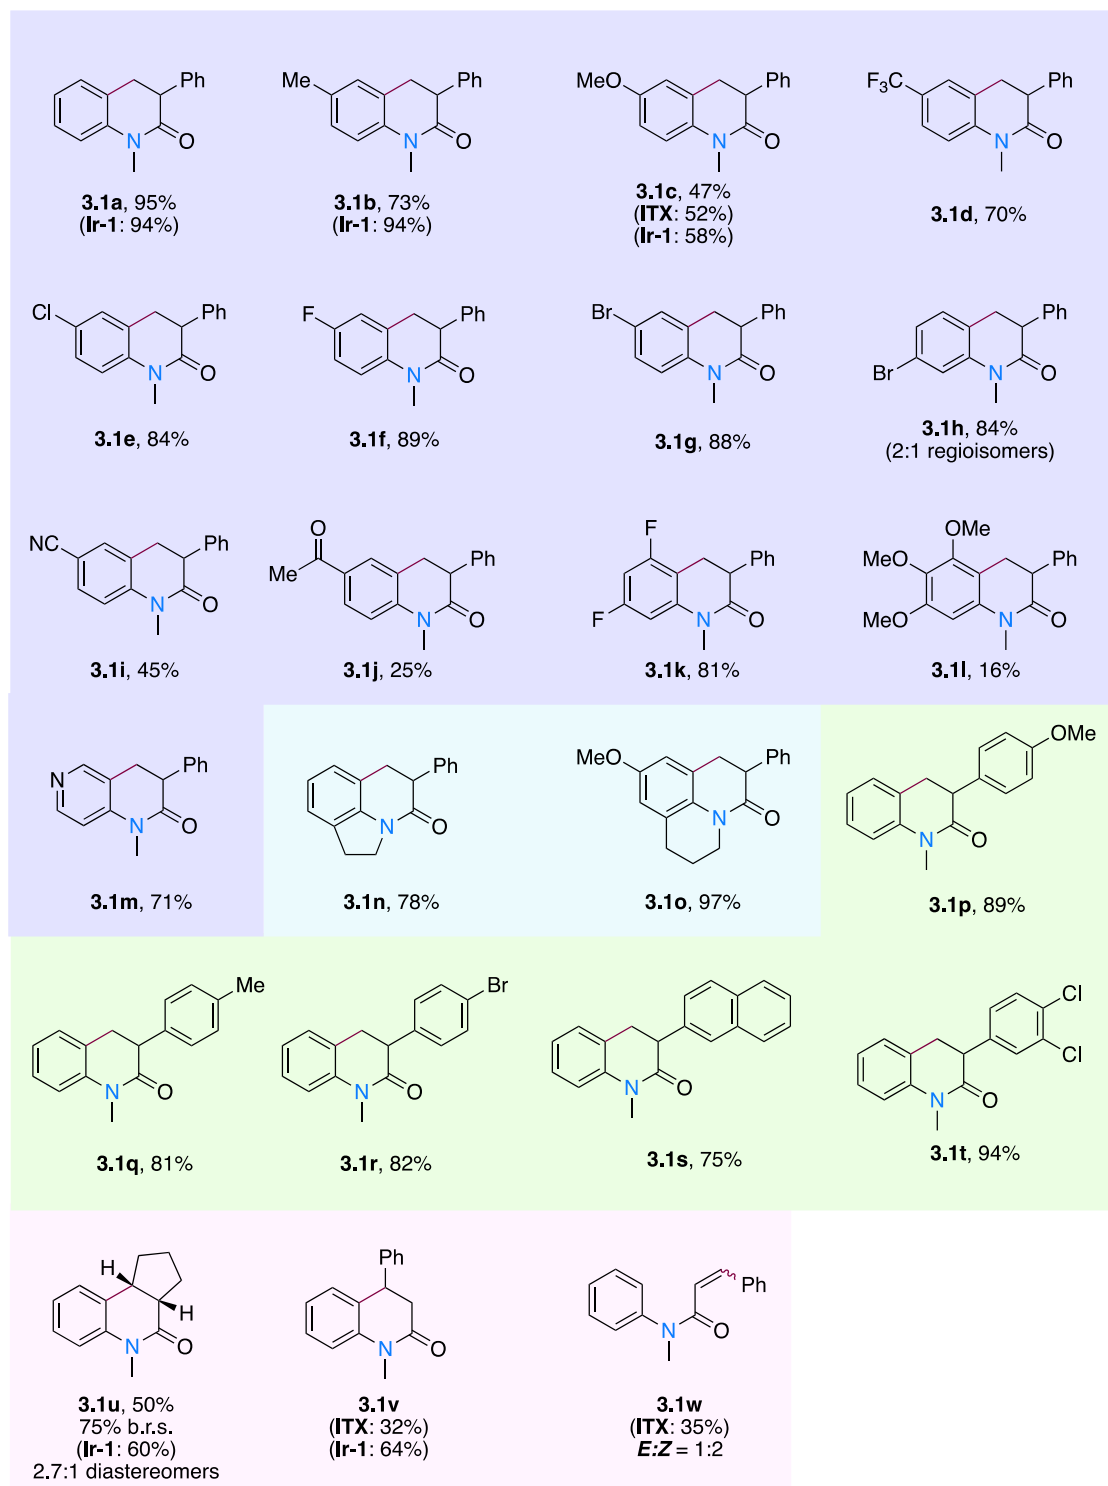 Ph
N
O
3.1a, 95%
(Ir-1: 94%)
Me
Ph
N
O
3.1b, 73%
(Ir-1: 94%)
MeO
Ph
N
O
3.1c, 47%
(ITX: 52%)
(Ir-1: 58%)
F3C
Ph
N
O
3.1d, 70%
Cl
Ph
N
O
3.1e, 84%
F
Ph
N
O
3.1f, 89%
Br
Ph
N
O
3.1g, 88%
Ph
Br
N
O
3.1h, 84%
(2:1 regioisomers)
NC
Ph
N
O
3.1i, 45%
O
Me
Ph
N
O
3.1j, 25%
F
Ph
F
N
O
3.1k, 81%
OMe
MeO
Ph
MeO
N
O
3.1l, 16%
N
Ph
N
O
3.1m, 71%
Ph
N
O
3.1n, 78%
MeO
Ph
N
O
3.1o, 97%
OMe
N
O
3.1p, 89%
Me
N
O
3.1q, 81%
Br
N
O
3.1r, 82%
N
O
3.1s, 75%
Cl
Cl
N
O
3.1t, 94%
H
H
N
O
3.1u, 50%
75% b.r.s.
(Ir-1: 60%)
2.7:1 diastereomers
Ph
N
O
3.1v
(ITX: 32%)
(Ir-1: 64%)
Ph
N
O
3.1w
(ITX: 35%)
E:Z = 1:2